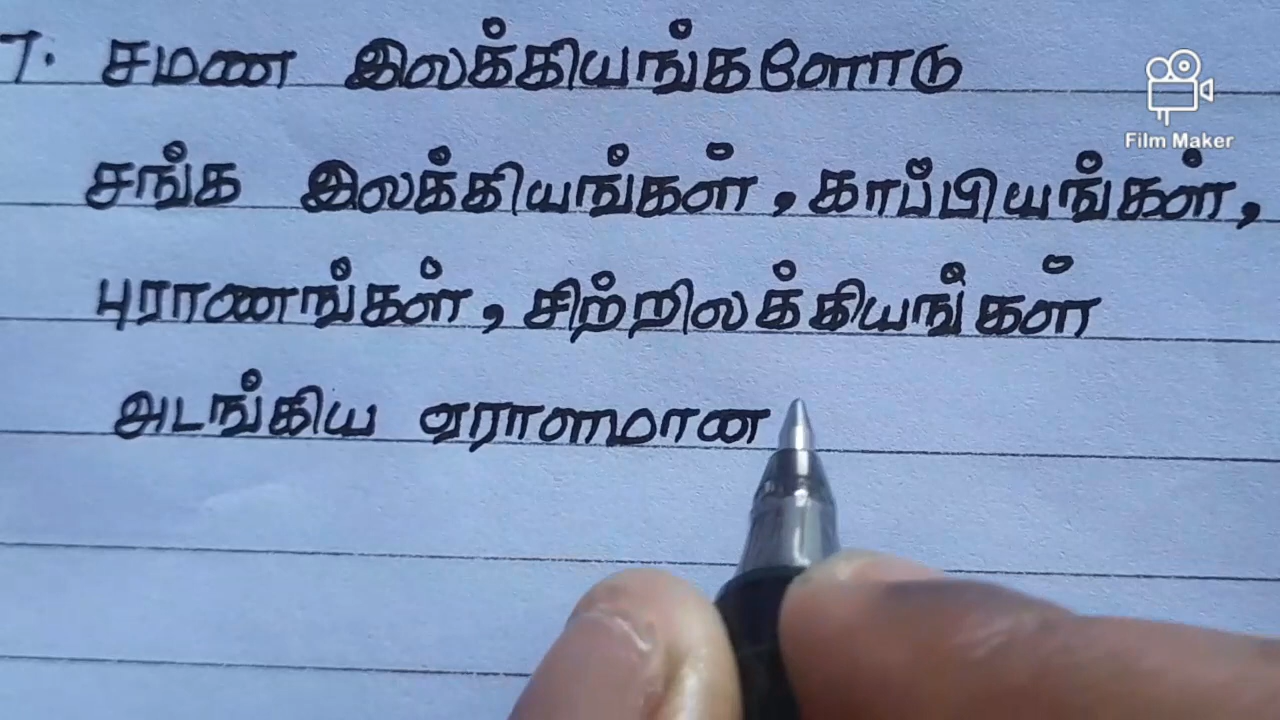 7. சமண இலக்கியங்களோடு
Film Maker
சங்க இலக்கியங்கள், காப்பியங்கள்,
புராணங்கள், சிற்றிலக்கியங்கள்
அடங்கிய ஏராளமான